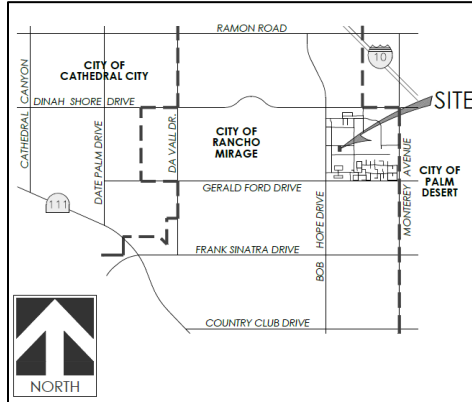 RAMON ROAD
10
CITY OF
CATHEDRAL CITY
CATHEDRAL CANYON
DINAH SHORE DRIVE
SITE
DATE PALM DRIVE
DA VALL DR.
CITY OF
RANCHO
MIRAGE
MONTEREY AVENUE
CITY OF
PALM
DESERT
GERALD FORD DRIVE
111
BOB HOPE DRIVE
FRANK SINATRA DRIVE
COUNTRY CLUB DRIVE
NORTH